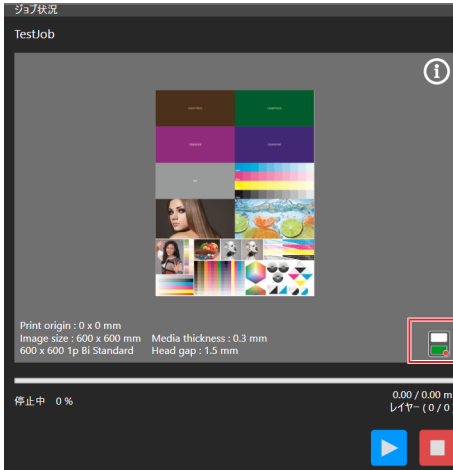 ジョブ状況
TestJob
Print origin : 0 x 0 mm
Image size : 600 x 600 mm Media thickness : 0.3 mm
600 x 600 1p Bi Standard Head gap : 1.5 mm
停止中 0 %
0.00 / 0.00 m
レイヤー ( 0 / 0